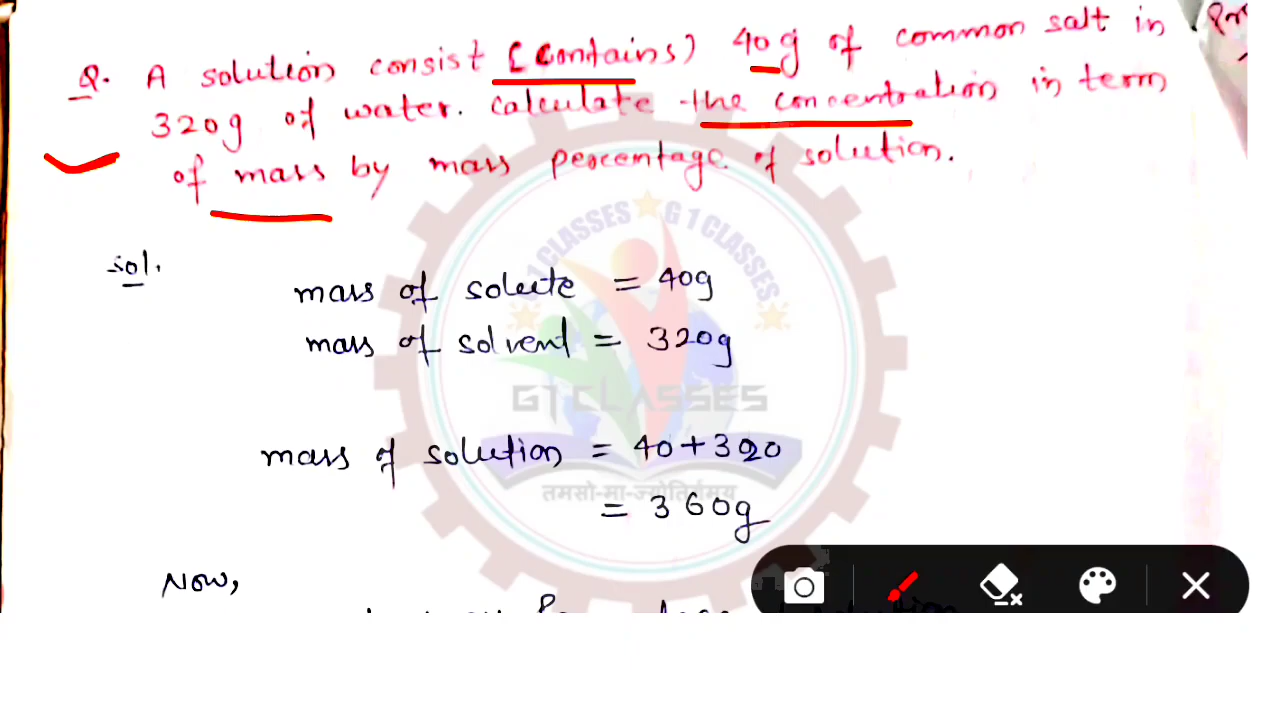 Q. A solution consist (contains) 40g of common salt in
320g of water. calculate the concentration in term
of mass by mass percentage of solution.
G1 CLASSES G1 CLASSES
sol.
mass of solute = 40g
mass of solvent = 320g
G1 CLASSES
mass of solution = 40+320
तमसो-मा-ज्योतिर्गमय
= 360g
Now,